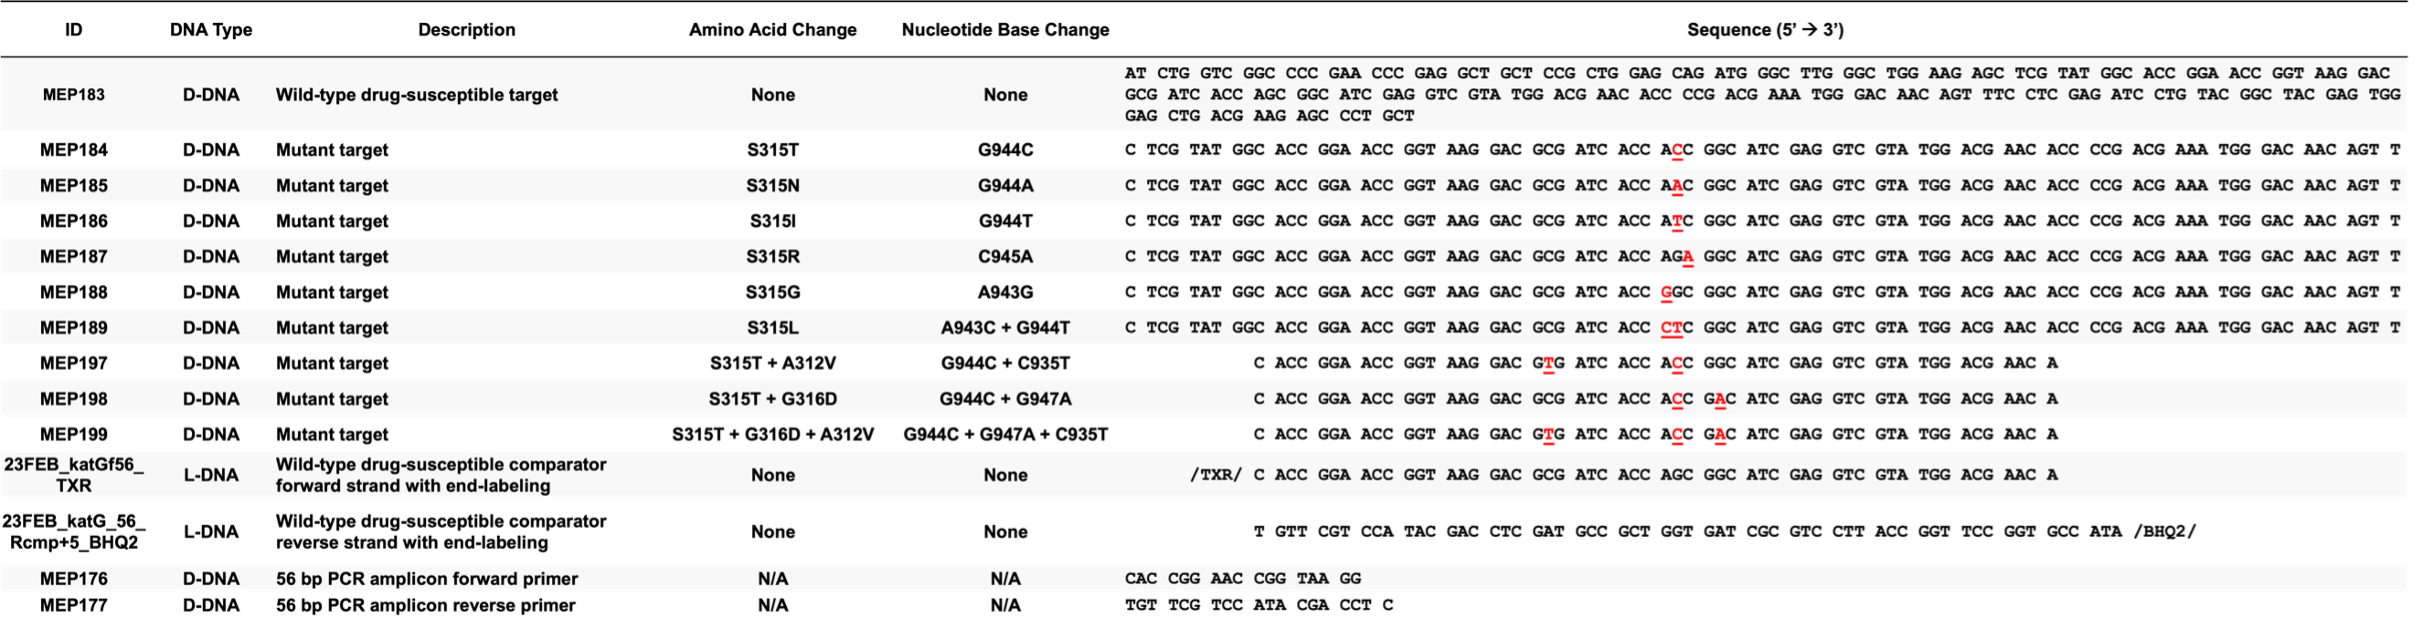 ID DNA Type Description Amino Acid Change Nucleotide Base Change Sequence (5' → 3')
AT CTG GTC GGC CCC GAA CCC GAG GCT GCT CCG CTG GAG CAG ATG GGC TTG GGC TGG AAG AGC TCG TAT GGC ACC GGA ACC GGT AAG GAC
MEP183 D-DNA Wild-type drug-susceptible target None None GCG ATC ACC AGC GGC ATC GAG GTC GTA TGG ACG AAC ACC CCG ACG AAA TGG GAC AAC AGT TTC CTC GAG ATC CTG TAC GGC TAC GAG TGG
GAG CTG ACG AAG AGC CCT GCT
MEP184 D-DNA Mutant target S315T G944C C TCG TAT GGC ACC GGA ACC GGT AAG GAC GCG ATC ACC ACC GGC ATC GAG GTC GTA TGG ACG AAC ACC CCG ACG AAA TGG GAC AAC AGT T
MEP185 D-DNA Mutant target S315N G944A C TCG TAT GGC ACC GGA ACC GGT AAG GAC GCG ATC ACC AAC GGC ATC GAG GTC GTA TGG ACG AAC ACC CCG ACG AAA TGG GAC AAC AGT T
MEP186 D-DNA Mutant target S315I G944T C TCG TAT GGC ACC GGA ACC GGT AAG GAC GCG ATC ACC ATC GGC ATC GAG GTC GTA TGG ACG AAC ACC CCG ACG AAA TGG GAC AAC AGT T
MEP187 D-DNA Mutant target S315R C945A C TCG TAT GGC ACC GGA ACC GGT AAG GAC GCG ATC ACC AGA GGC ATC GAG GTC GTA TGG ACG AAC ACC CCG ACG AAA TGG GAC AAC AGT T
MEP188 D-DNA Mutant target S315G A943G C TCG TAT GGC ACC GGA ACC GGT AAG GAC GCG ATC ACC GGC GGC ATC GAG GTC GTA TGG ACG AAC ACC CCG ACG AAA TGG GAC AAC AGT T
MEP189 D-DNA Mutant target S315L A943C + G944T C TCG TAT GGC ACC GGA ACC GGT AAG GAC GCG ATC ACC CTC GGC ATC GAG GTC GTA TGG ACG AAC ACC CCG ACG AAA TGG GAC AAC AGT T
MEP197 D-DNA Mutant target S315T + A312V G944C + C935T C ACC GGA ACC GGT AAG GAC GTG ATC ACC ACC GGC ATC GAG GTC GTA TGG ACG AAC A
MEP198 D-DNA Mutant target S315T + G316D G944C + G947A C ACC GGA ACC GGT AAG GAC GCG ATC ACC ACC GAC ATC GAG GTC GTA TGG ACG AAC A
MEP199 D-DNA Mutant target S315T + G316D + A312V G944C + G947A + C935T C ACC GGA ACC GGT AAG GAC GTG ATC ACC ACC GAC ATC GAG GTC GTA TGG ACG AAC A
23FEB_katGf56_ Wild-type drug-susceptible comparator
TXR L-DNA forward strand with end-labeling None None /TXR/ C ACC GGA ACC GGT AAG GAC GCG ATC ACC AGC GGC ATC GAG GTC GTA TGG ACG AAC A
23FEB_katG_56_ Wild-type drug-susceptible comparator
Rcmp+5_BHQ2 L-DNA reverse strand with end-labeling None None T GTT CGT CCA TAC GAC CTC GAT GCC GCT GGT GAT CGC GTC CTT ACC GGT TCC GGT GCC ATA /BHQ2/
MEP176 D-DNA 56 bp PCR amplicon forward primer N/A N/A CAC CGG AAC CGG TAA GG
MEP177 D-DNA 56 bp PCR amplicon reverse primer N/A N/A TGT TCG TCC ATA CGA CCT C